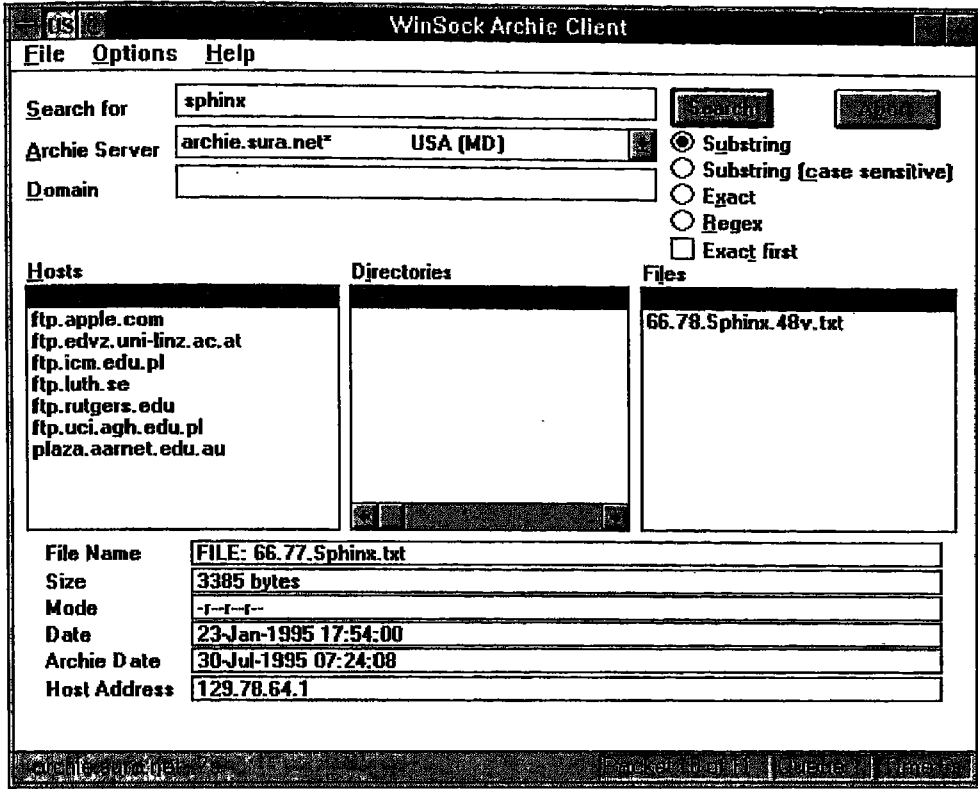 WinSock Archie Client
File Options Help
Search for sphinx
Search
Abort
Archie Server archie.sura.net* USA (MD)
Domain
Substring
Substring (case sensitive)
Exact
Regex
Exact first
Hosts
ftp.apple.com
ftp.edvz.uni-linz.ac.at
ftp.icm.edu.pl
ftp.luth.se
ftp.rutgers.edu
ftp.uci.agh.edu.pl
plaza.aarnet.edu.au
Directories
Files
66.78.Sphinx.48v.txt
File Name FILE: 66.77.Sphinx.txt
Size 3385 bytes
Mode -r--r--r--
Date 23-Jan-1995 17:54:00
Archie Date 30-Jul-1995 07:24:08
Host Address 129.78.64.1